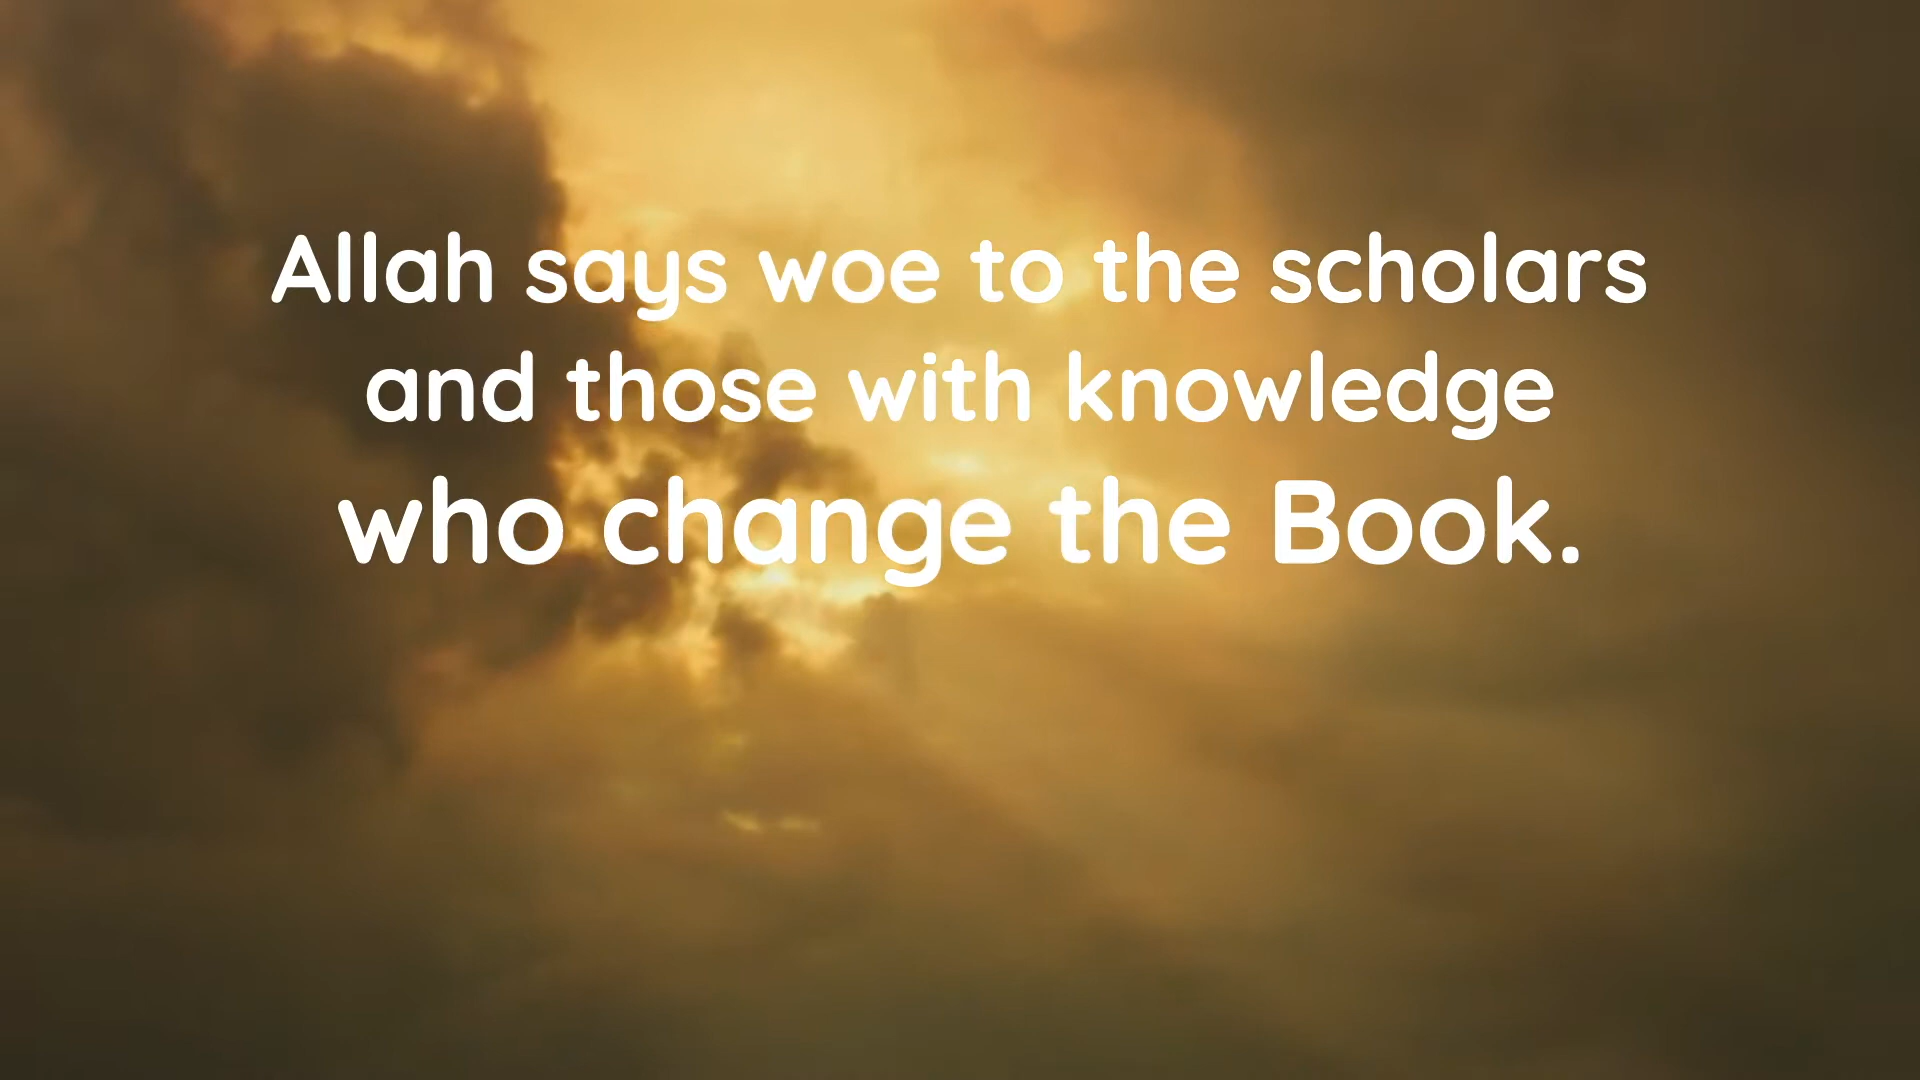 Allah says woe to the scholars
and those with knowledge
who change the Book.